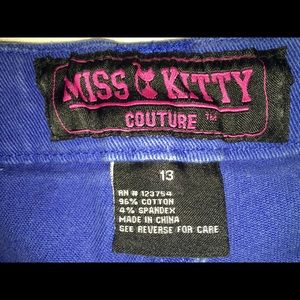 MISS KITTY
COUTURE ™
13
RN # 123754
96% COTTON
4% SPANDEX
MADE IN CHINA
SEE REVERSE FOR CARE